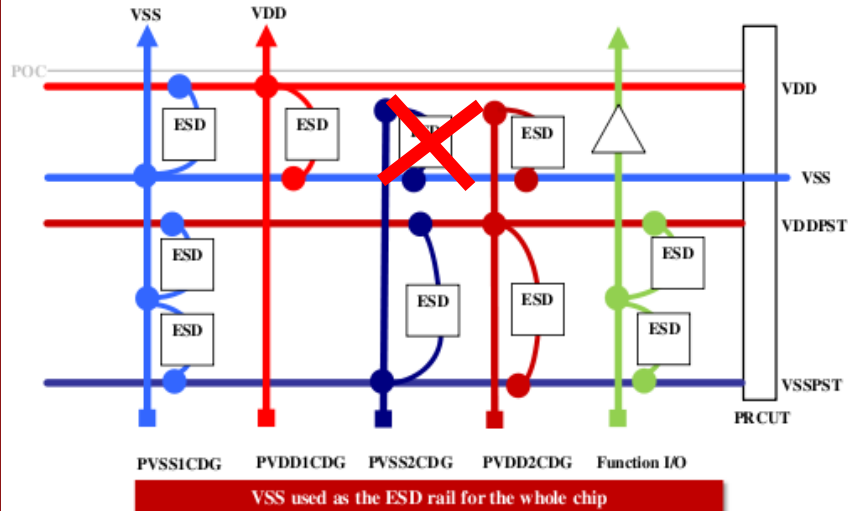 VSS
VDD
POC
VDD
ESD
ESD
ESD
VSS
VDDPST
ESD
ESD
ESD
ESD
ESD
ESD
VSSPST
PRCUT
PVSS1CDG
PVDD1CDG
PVSS2CDG
PVDD2CDG
Function I/O
VSS used as the ESD rail for the whole chip